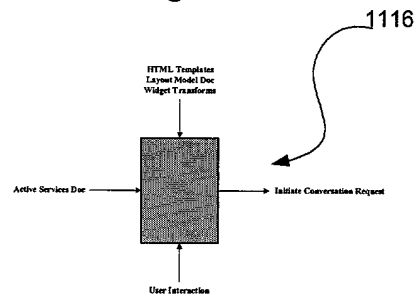 1116
HTML Templates
Layout Model Doc
Widget Transforms
Active Services Doc
Initiate Conversation Request
User Interaction